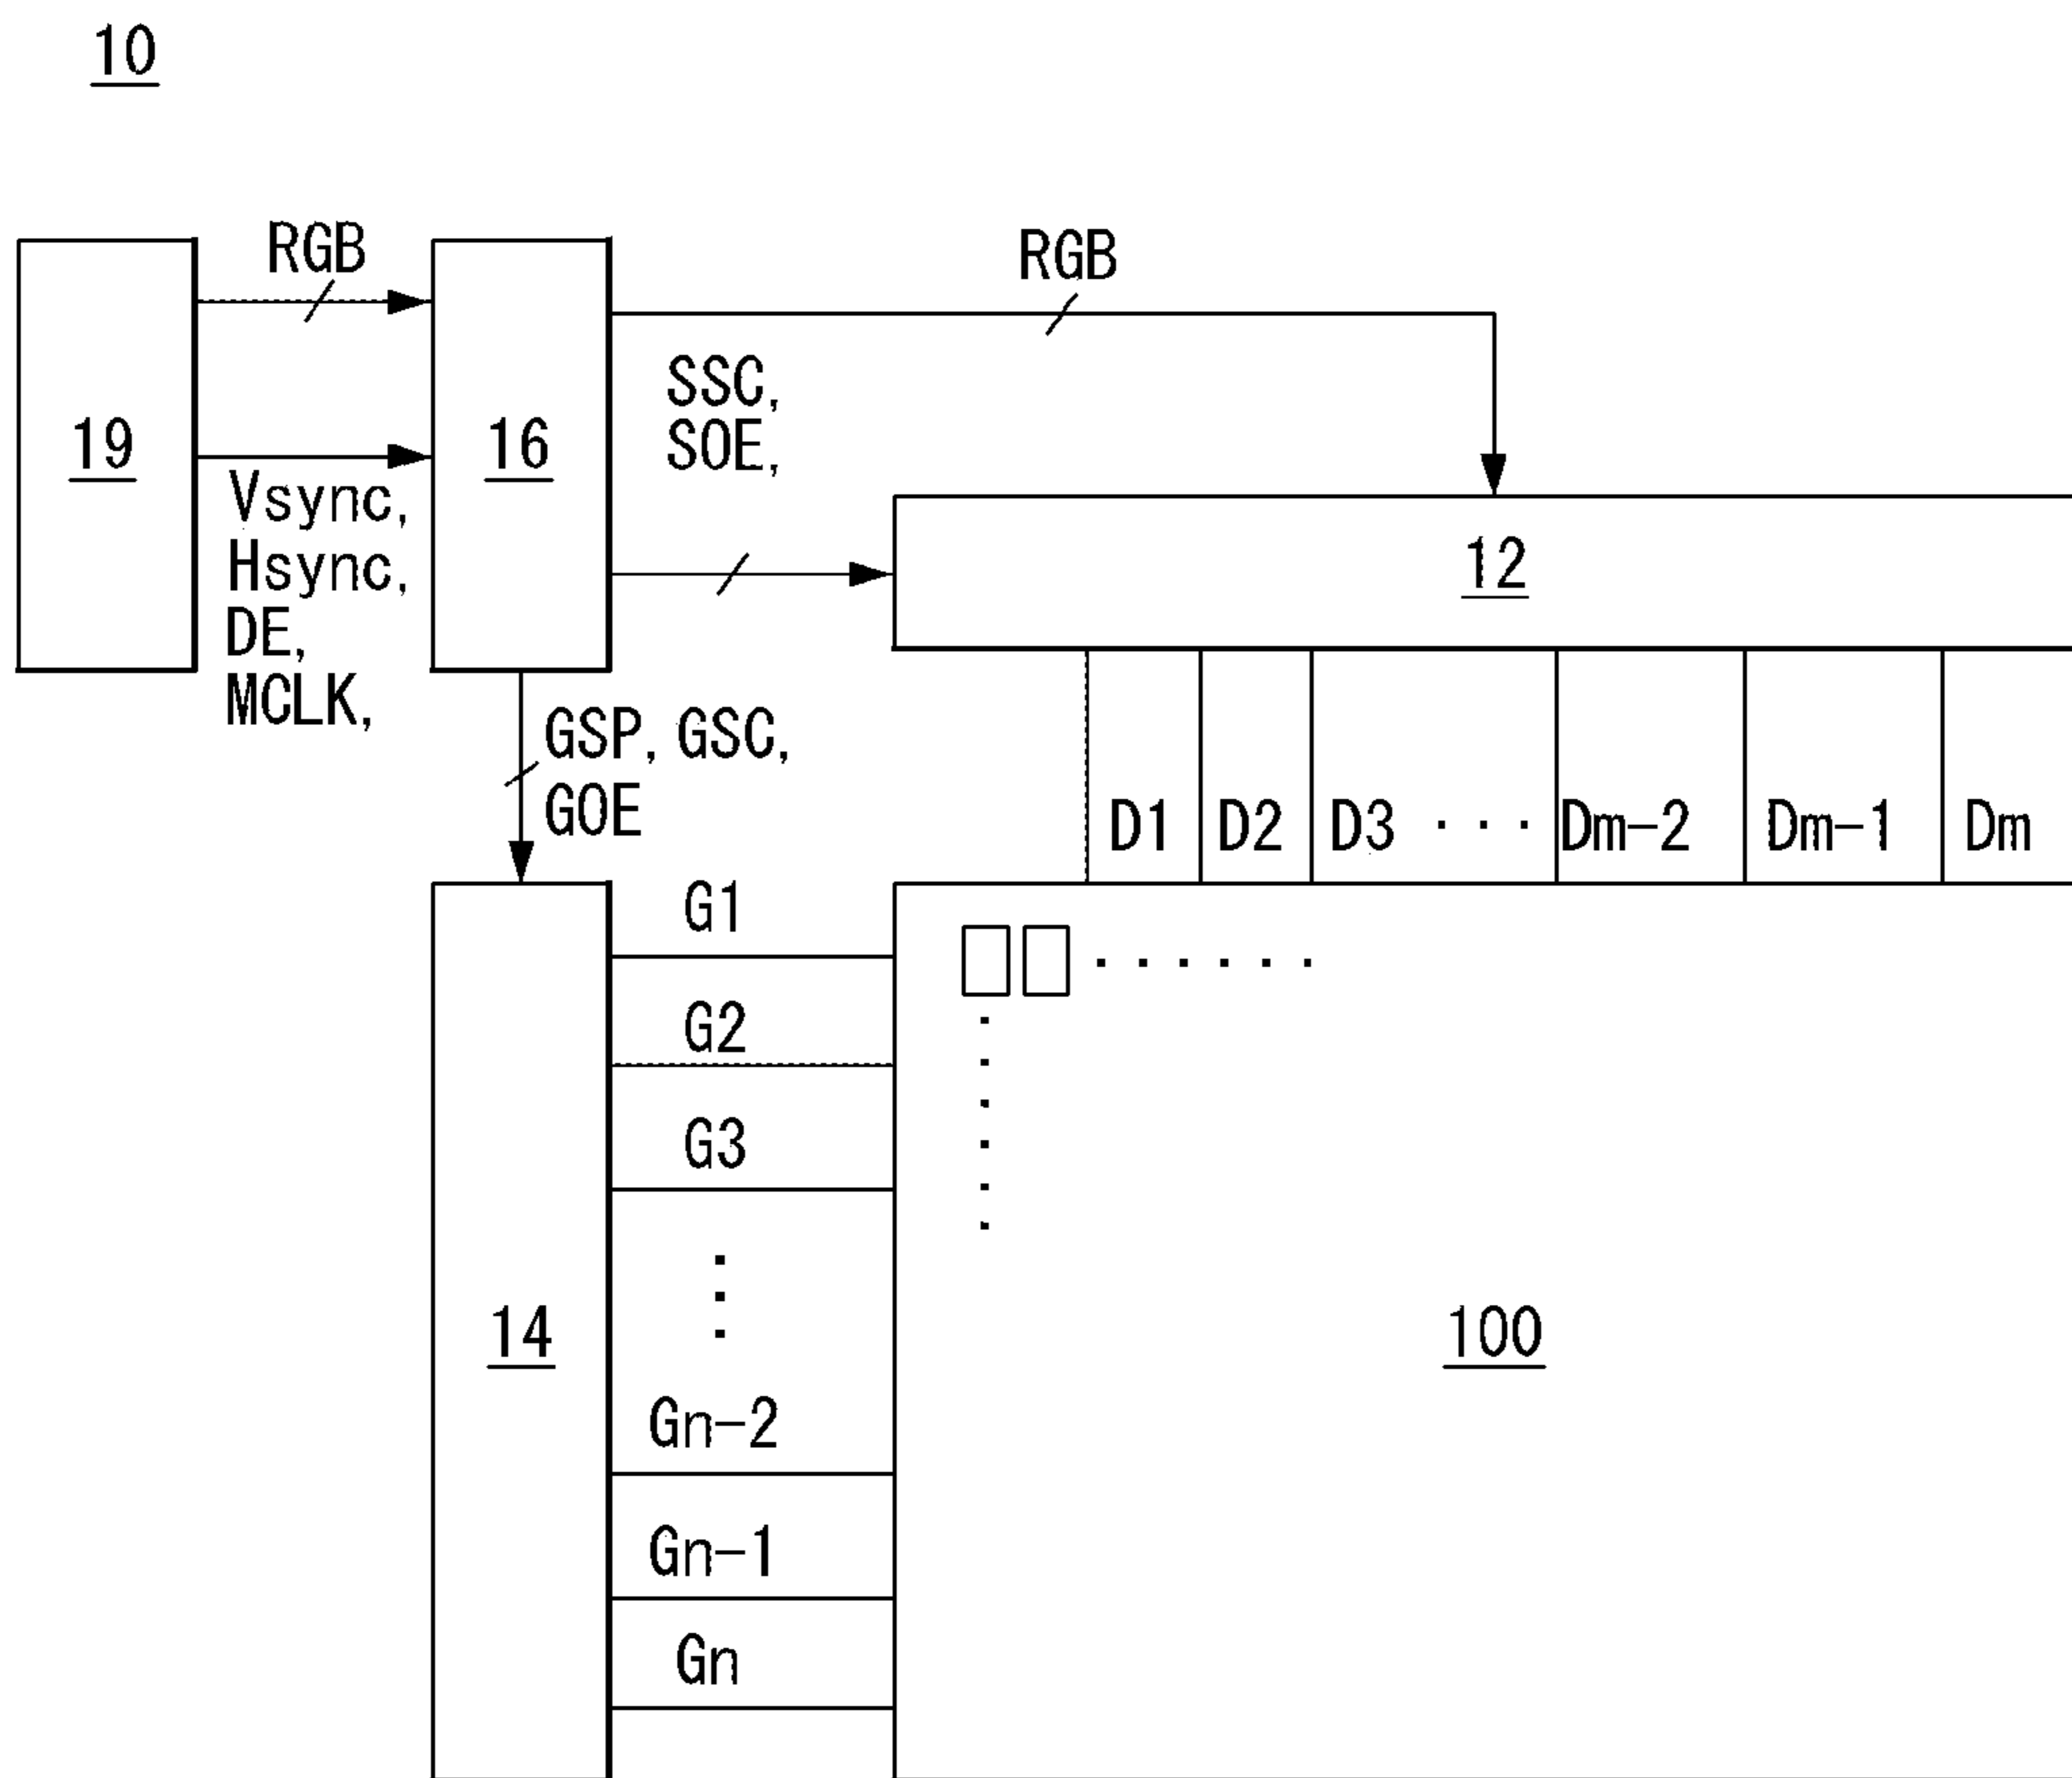 10
RGB
RGB
SSC,
SOE,
19
16
Vsync,
Hsync,
DE,
MCLK,
12
GSP, GSC,
GOE
D1 D2 D3 ··· Dm-2 Dm-1 Dm
G1
G2
G3
14
100
Gn-2
Gn-1
Gn